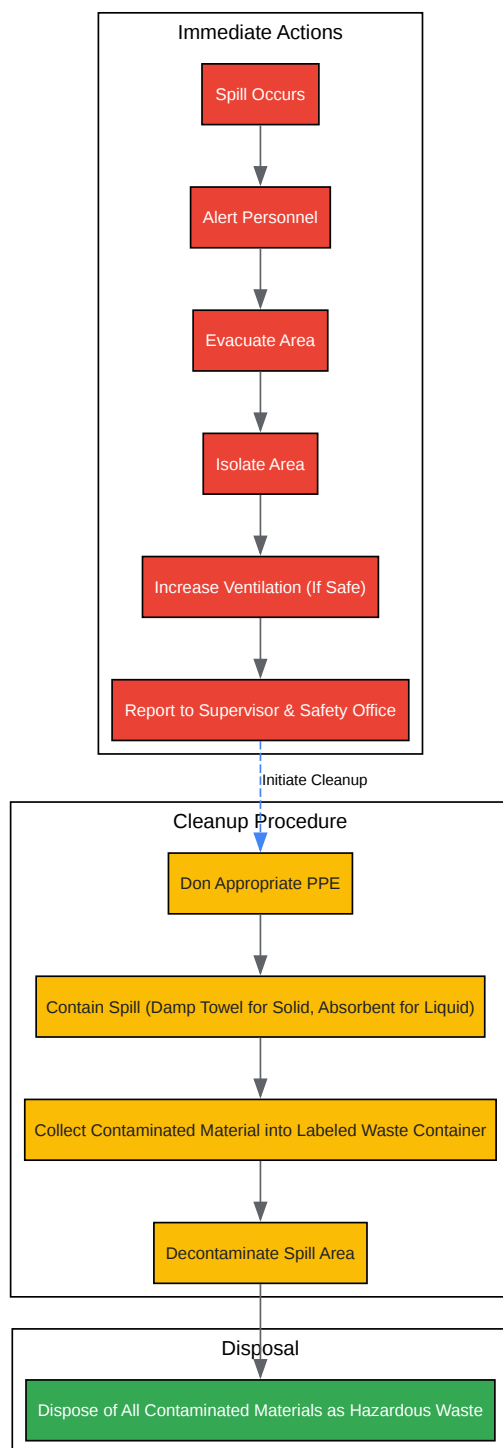 Immediate Actions
Spill Occurs
Alert Personnel
Evacuate Area
Isolate Area
Increase Ventilation (If Safe)
Report to Supervisor & Safety Office
Initiate Cleanup
Cleanup Procedure
Don Appropriate PPE
Contain Spill (Damp Towel for Solid, Absorbent for Liquid)
Collect Contaminated Material into Labeled Waste Container
Decontaminate Spill Area
Disposal
Dispose of All Contaminated Materials as Hazardous Waste